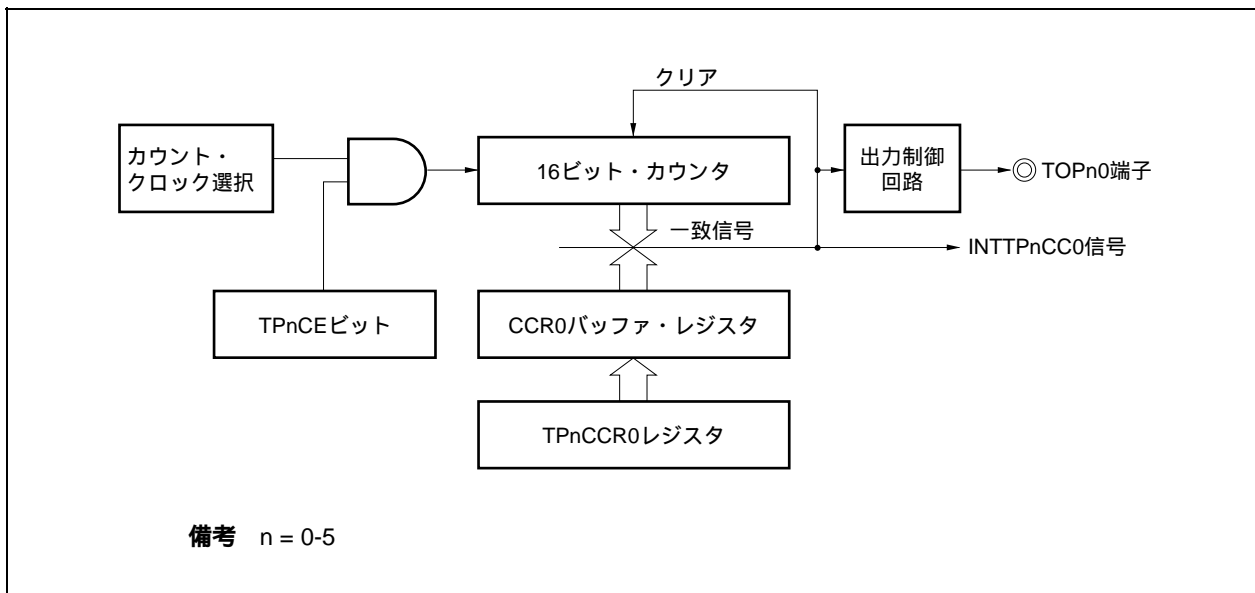 クリア
カウント・
クロック選択
16ビット・カウンタ
出力制御
回路
TOPn0端子
一致信号
INTTPnCC0信号
TPnCEビット
CCR0バッファ・レジスタ
TPnCCR0レジスタ
備考 n = 0-5